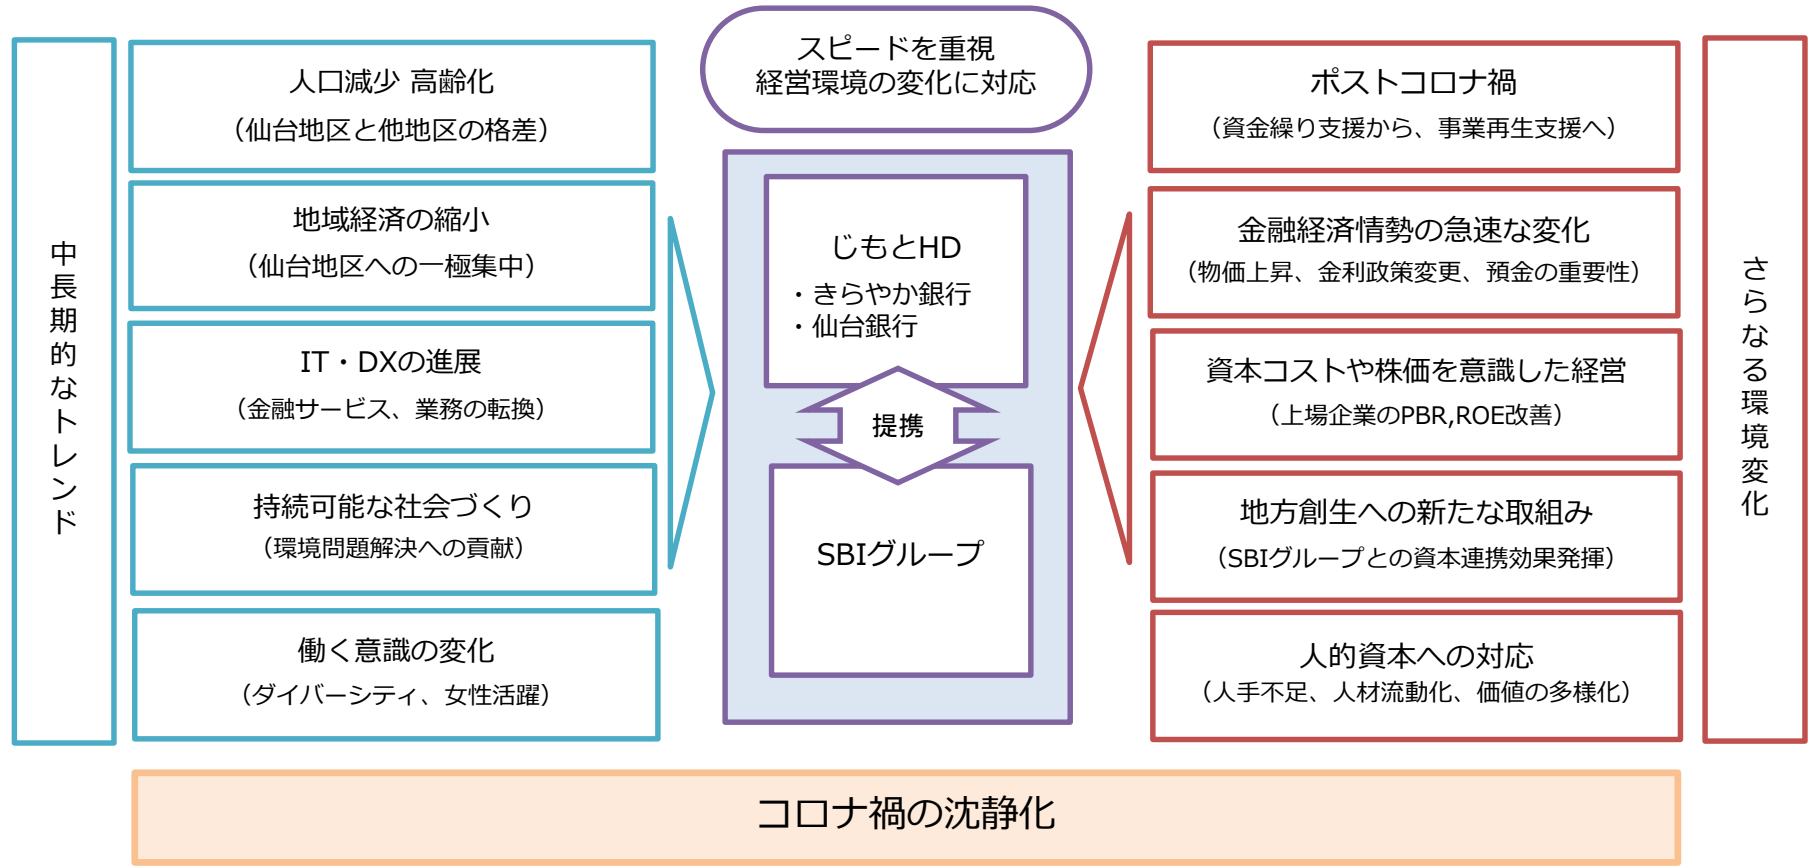 中長期的なトレンド
人口減少 高齢化
（仙台地区と他地区の格差）
地域経済の縮小
（仙台地区への一極集中）
IT・DXの進展
（金融サービス、業務の転換）
持続可能な社会づくり
（環境問題解決への貢献）
働く意識の変化
（ダイバーシティ、女性活躍）
スピードを重視
経営環境の変化に対応
じもとHD
・きらやか銀行
・仙台銀行
提携
SBIグループ
ポストコロナ禍
（資金繰り支援から、事業再生支援へ）
金融経済情勢の急速な変化
（物価上昇、金利政策変更、預金の重要性）
資本コストや株価を意識した経営
（上場企業のPBR,ROE改善）
地方創生への新たな取組み
（SBIグループとの資本連携効果発揮）
人的資本への対応
（人手不足、人材流動化、価値の多様化）
さらなる環境変化
コロナ禍の沈静化